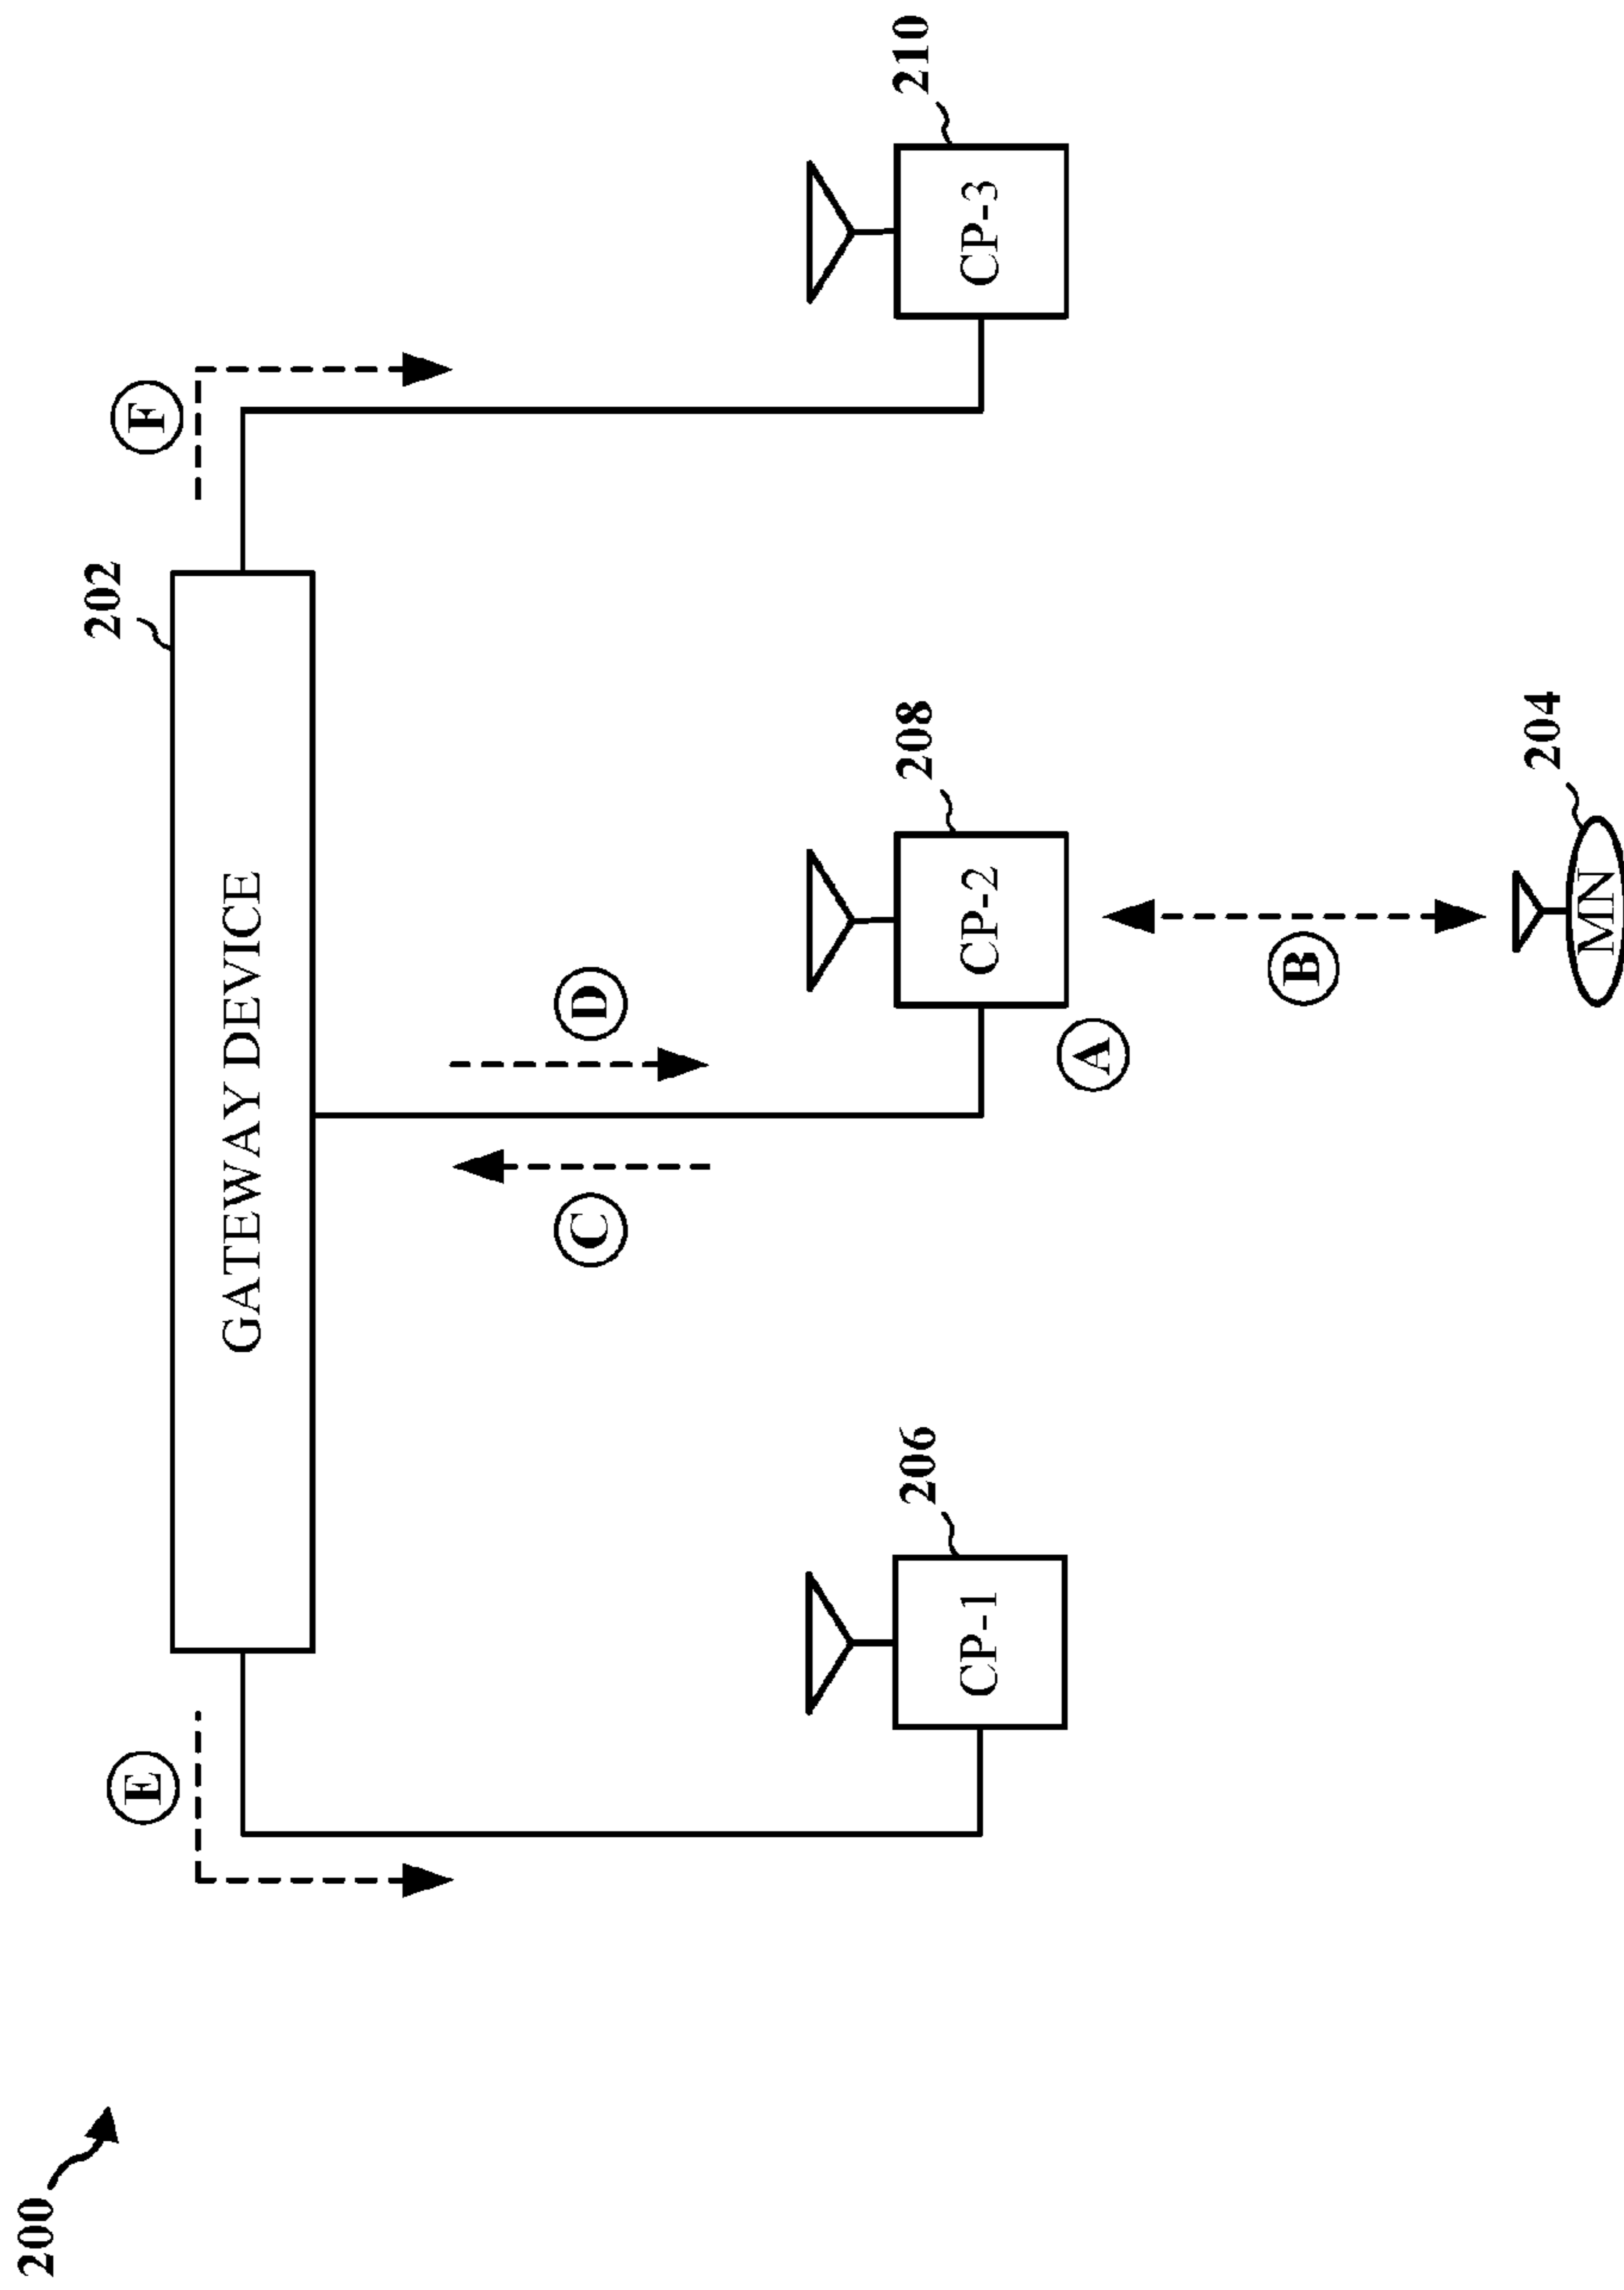 200
202
E
F
GATEWAY DEVICE
C
D
206
208
210
CP-1
CP-2
CP-3
A
B
204
MN